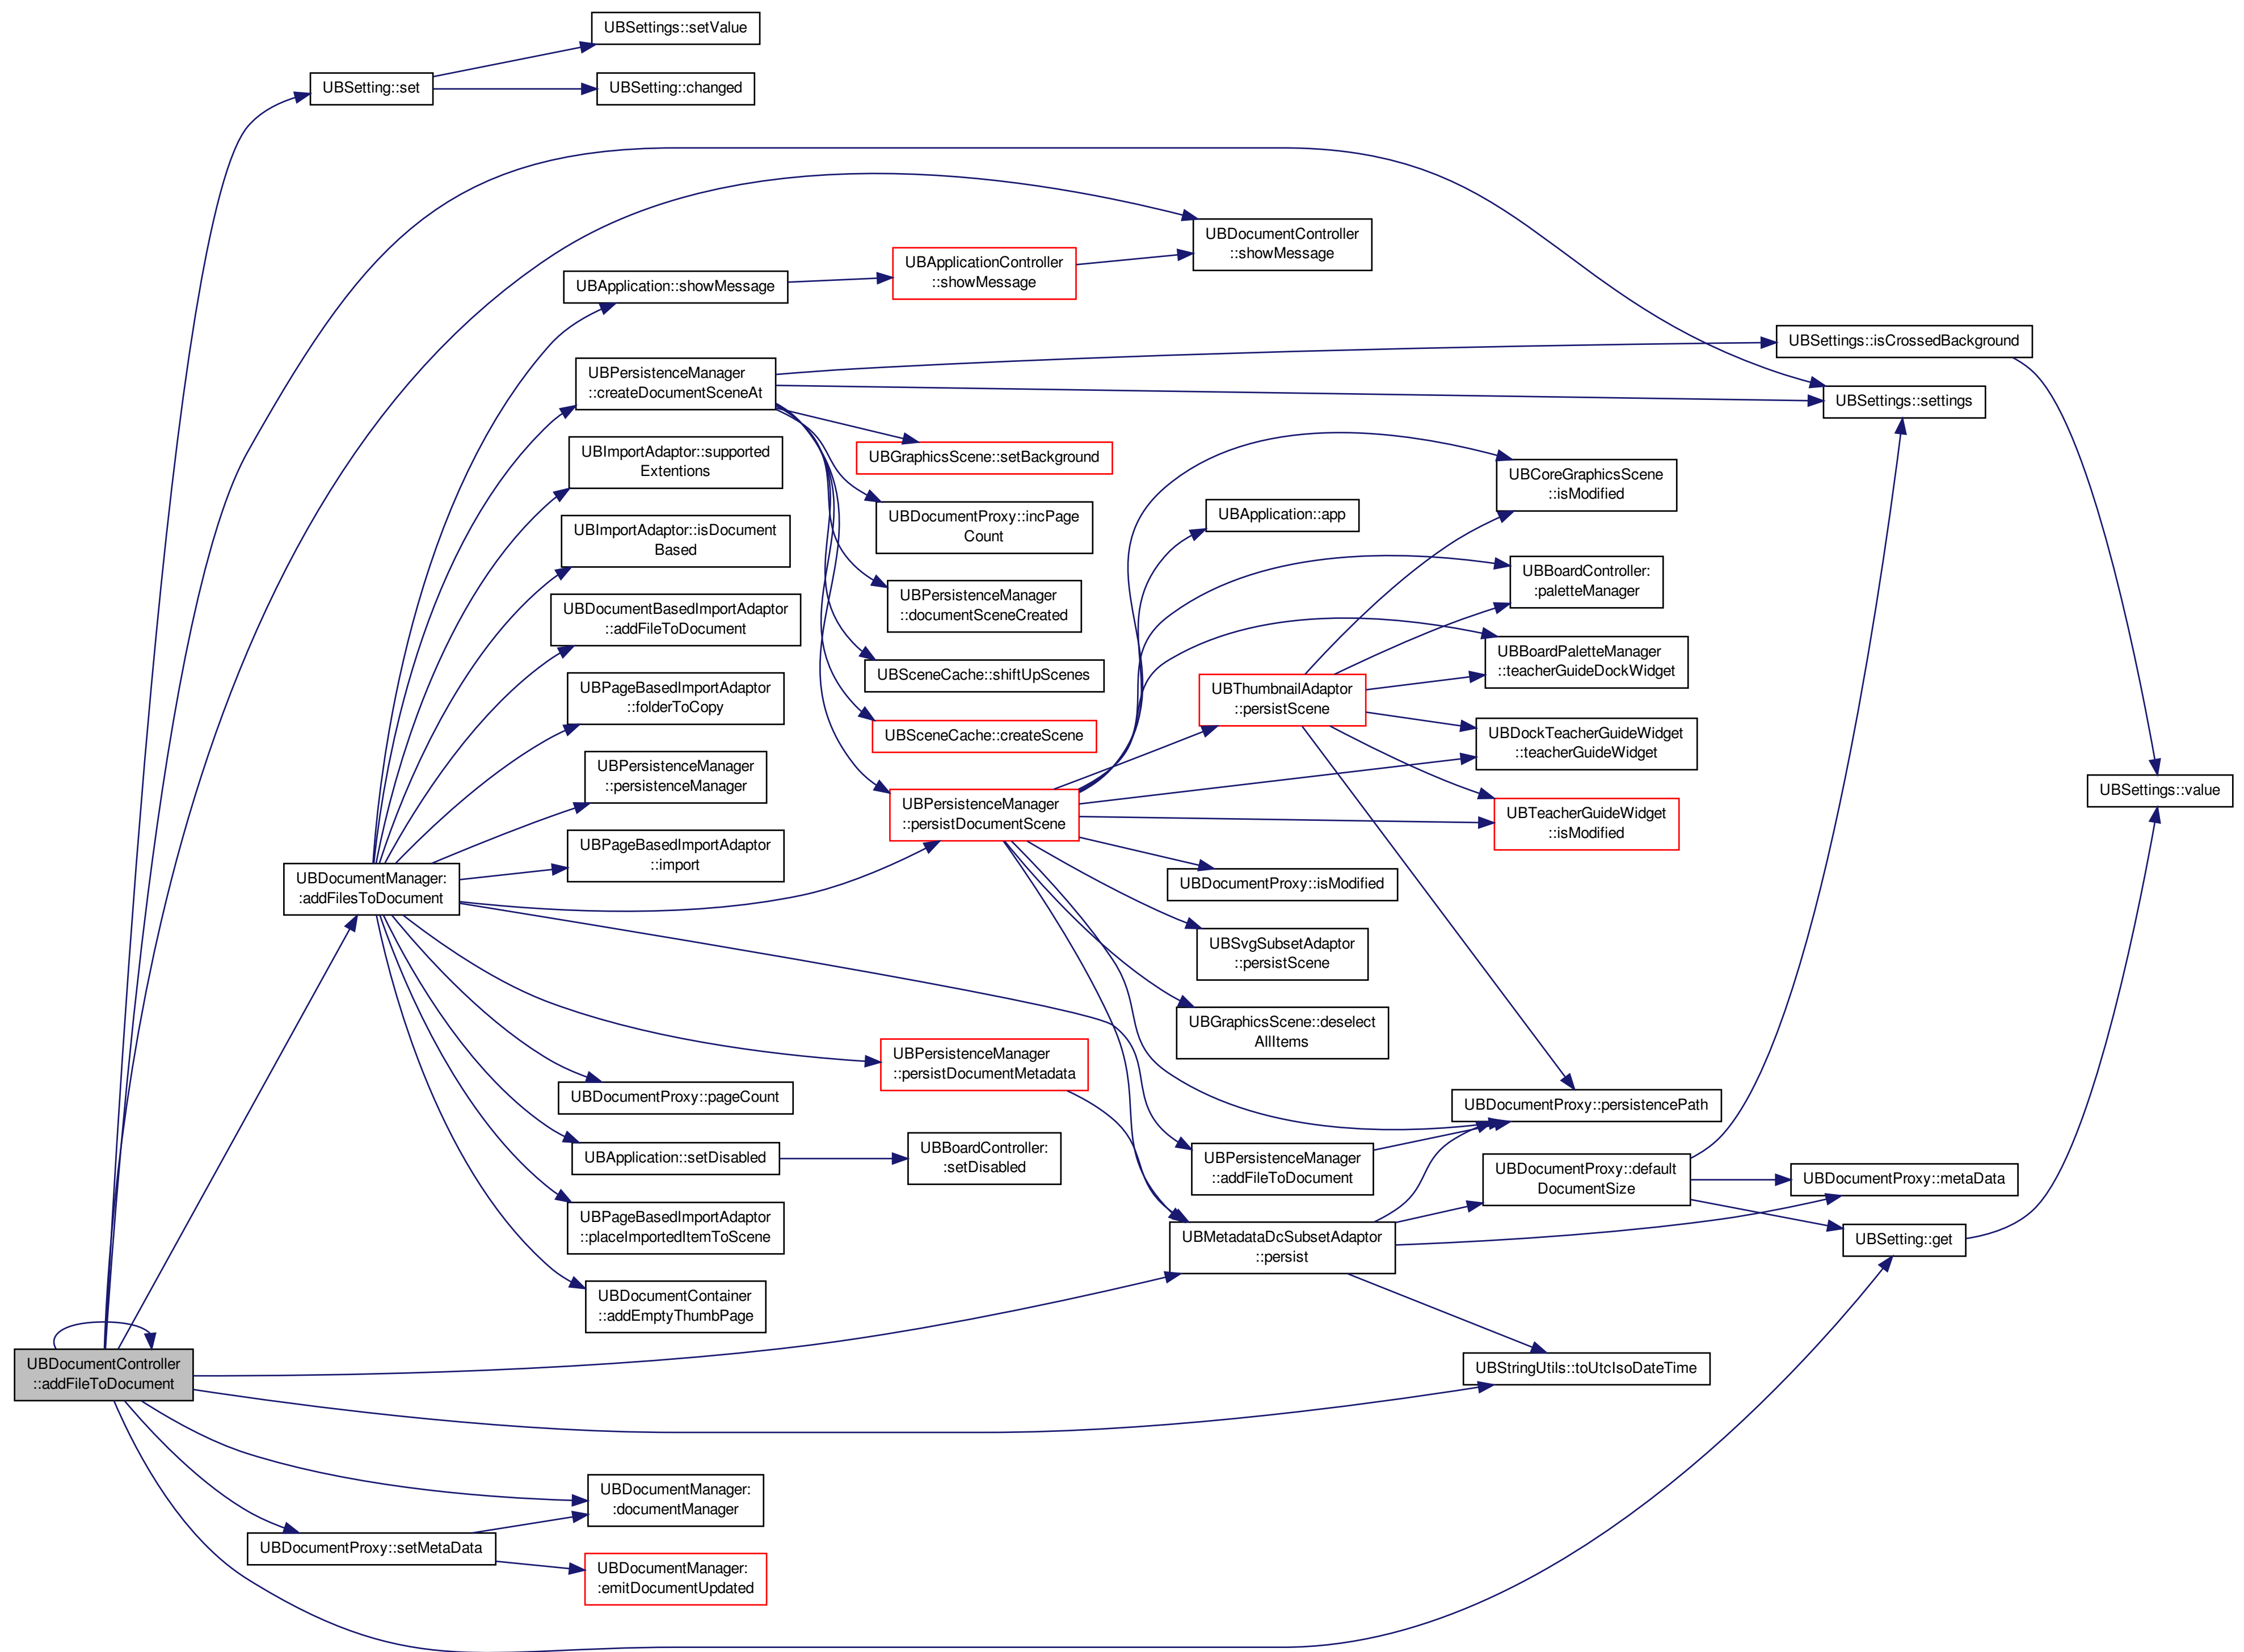 UBSettings::setValue
UBSetting::set
UBSetting::changed
UBDocumentController
::showMessage
UBApplicationController
::showMessage
UBApplication::showMessage
UBSettings::isCrossedBackground
UBPersistenceManager
::createDocumentSceneAt
UBSettings::settings
UBImportAdaptor::supported
Extentions
UBGraphicsScene::setBackground
UBCoreGraphicsScene
::isModified
UBDocumentProxy::incPage
Count
UBApplication::app
UBImportAdaptor::isDocument
Based
UBBoardController:
:paletteManager
UBDocumentBasedImportAdaptor
::addFileToDocument
UBPersistenceManager
::documentSceneCreated
UBBoardPaletteManager
::teacherGuideDockWidget
UBSceneCache::shiftUpScenes
UBPageBasedImportAdaptor
::folderToCopy
UBThumbnailAdaptor
::persistScene
UBSceneCache::createScene
UBDockTeacherGuideWidget
::teacherGuideWidget
UBPersistenceManager
::persistenceManager
UBSettings::value
UBPersistenceManager
::persistDocumentScene
UBTeacherGuideWidget
::isModified
UBPageBasedImportAdaptor
::import
UBDocumentManager:
:addFilesToDocument
UBDocumentProxy::isModified
UBSvgSubsetAdaptor
::persistScene
UBGraphicsScene::deselect
AllItems
UBPersistenceManager
::persistDocumentMetadata
UBDocumentProxy::pageCount
UBDocumentProxy::persistencePath
UBApplication::setDisabled
UBBoardController:
:setDisabled
UBPersistenceManager
::addFileToDocument
UBDocumentProxy::default
DocumentSize
UBDocumentProxy::metaData
UBPageBasedImportAdaptor
::placeImportedItemToScene
UBMetadataDcSubsetAdaptor
::persist
UBSetting::get
UBDocumentContainer
::addEmptyThumbPage
UBDocumentController
::addFileToDocument
UBStringUtils::toUtcIsoDateTime
UBDocumentManager:
:documentManager
UBDocumentProxy::setMetaData
UBDocumentManager:
:emitDocumentUpdated